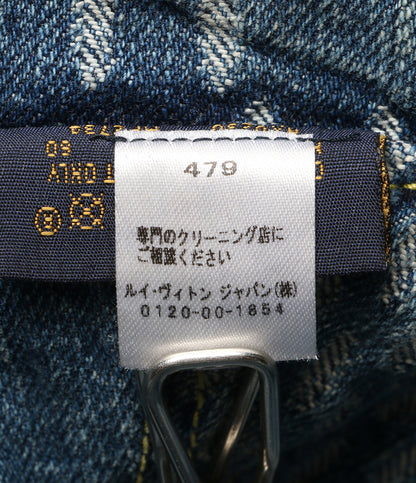 479
専門のクリーニング店に
ご相談ください
ルイ・ヴィトン ジャパン(株)
0120-00-1854